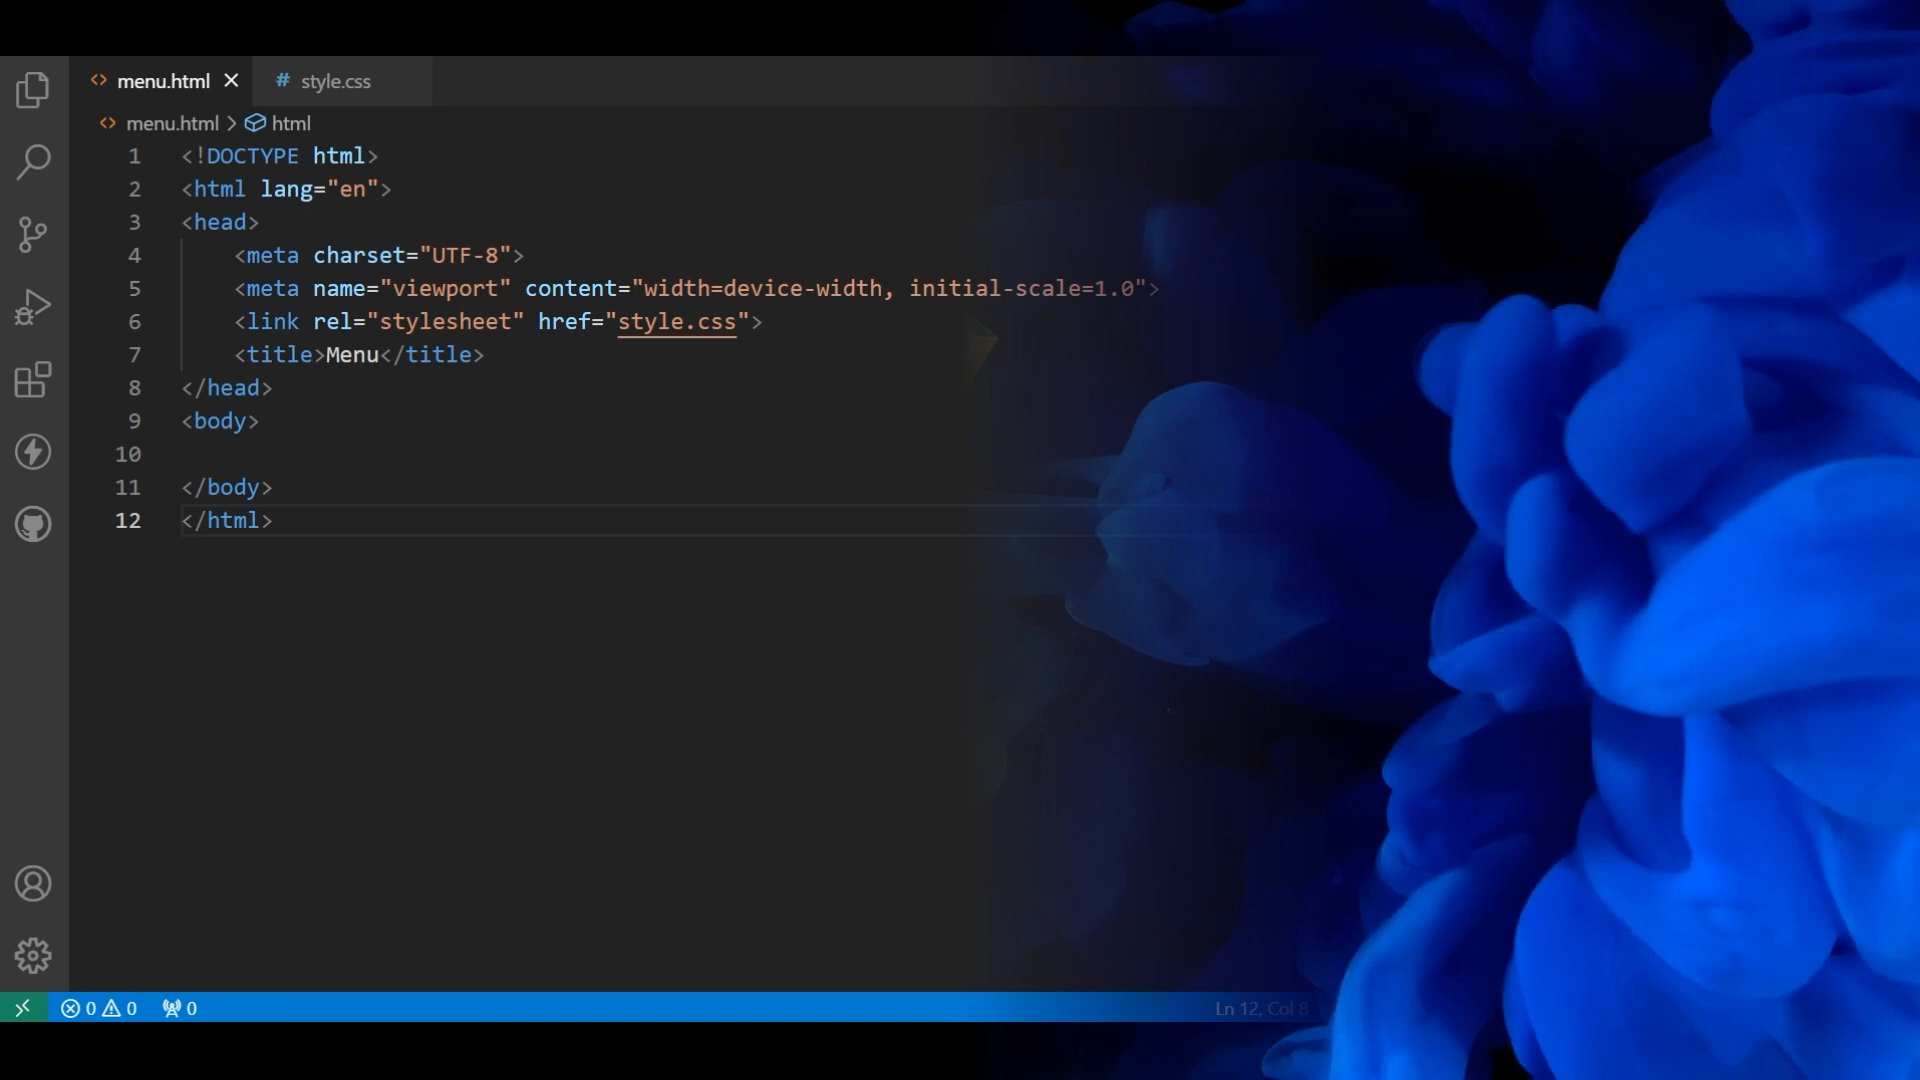 menu.html style.css
menu.html > html
1 <!DOCTYPE html>
2 <html lang="en">
3 <head>
4 <meta charset="UTF-8">
5 <meta name="viewport" content="width=device-width, initial-scale=1.0">
6 <link rel="stylesheet" href="style.css">
7 <title>Menu</title>
8 </head>
9 <body>
10
11 </body>
12 </html>
0 0 0 Ln 12, Col 8